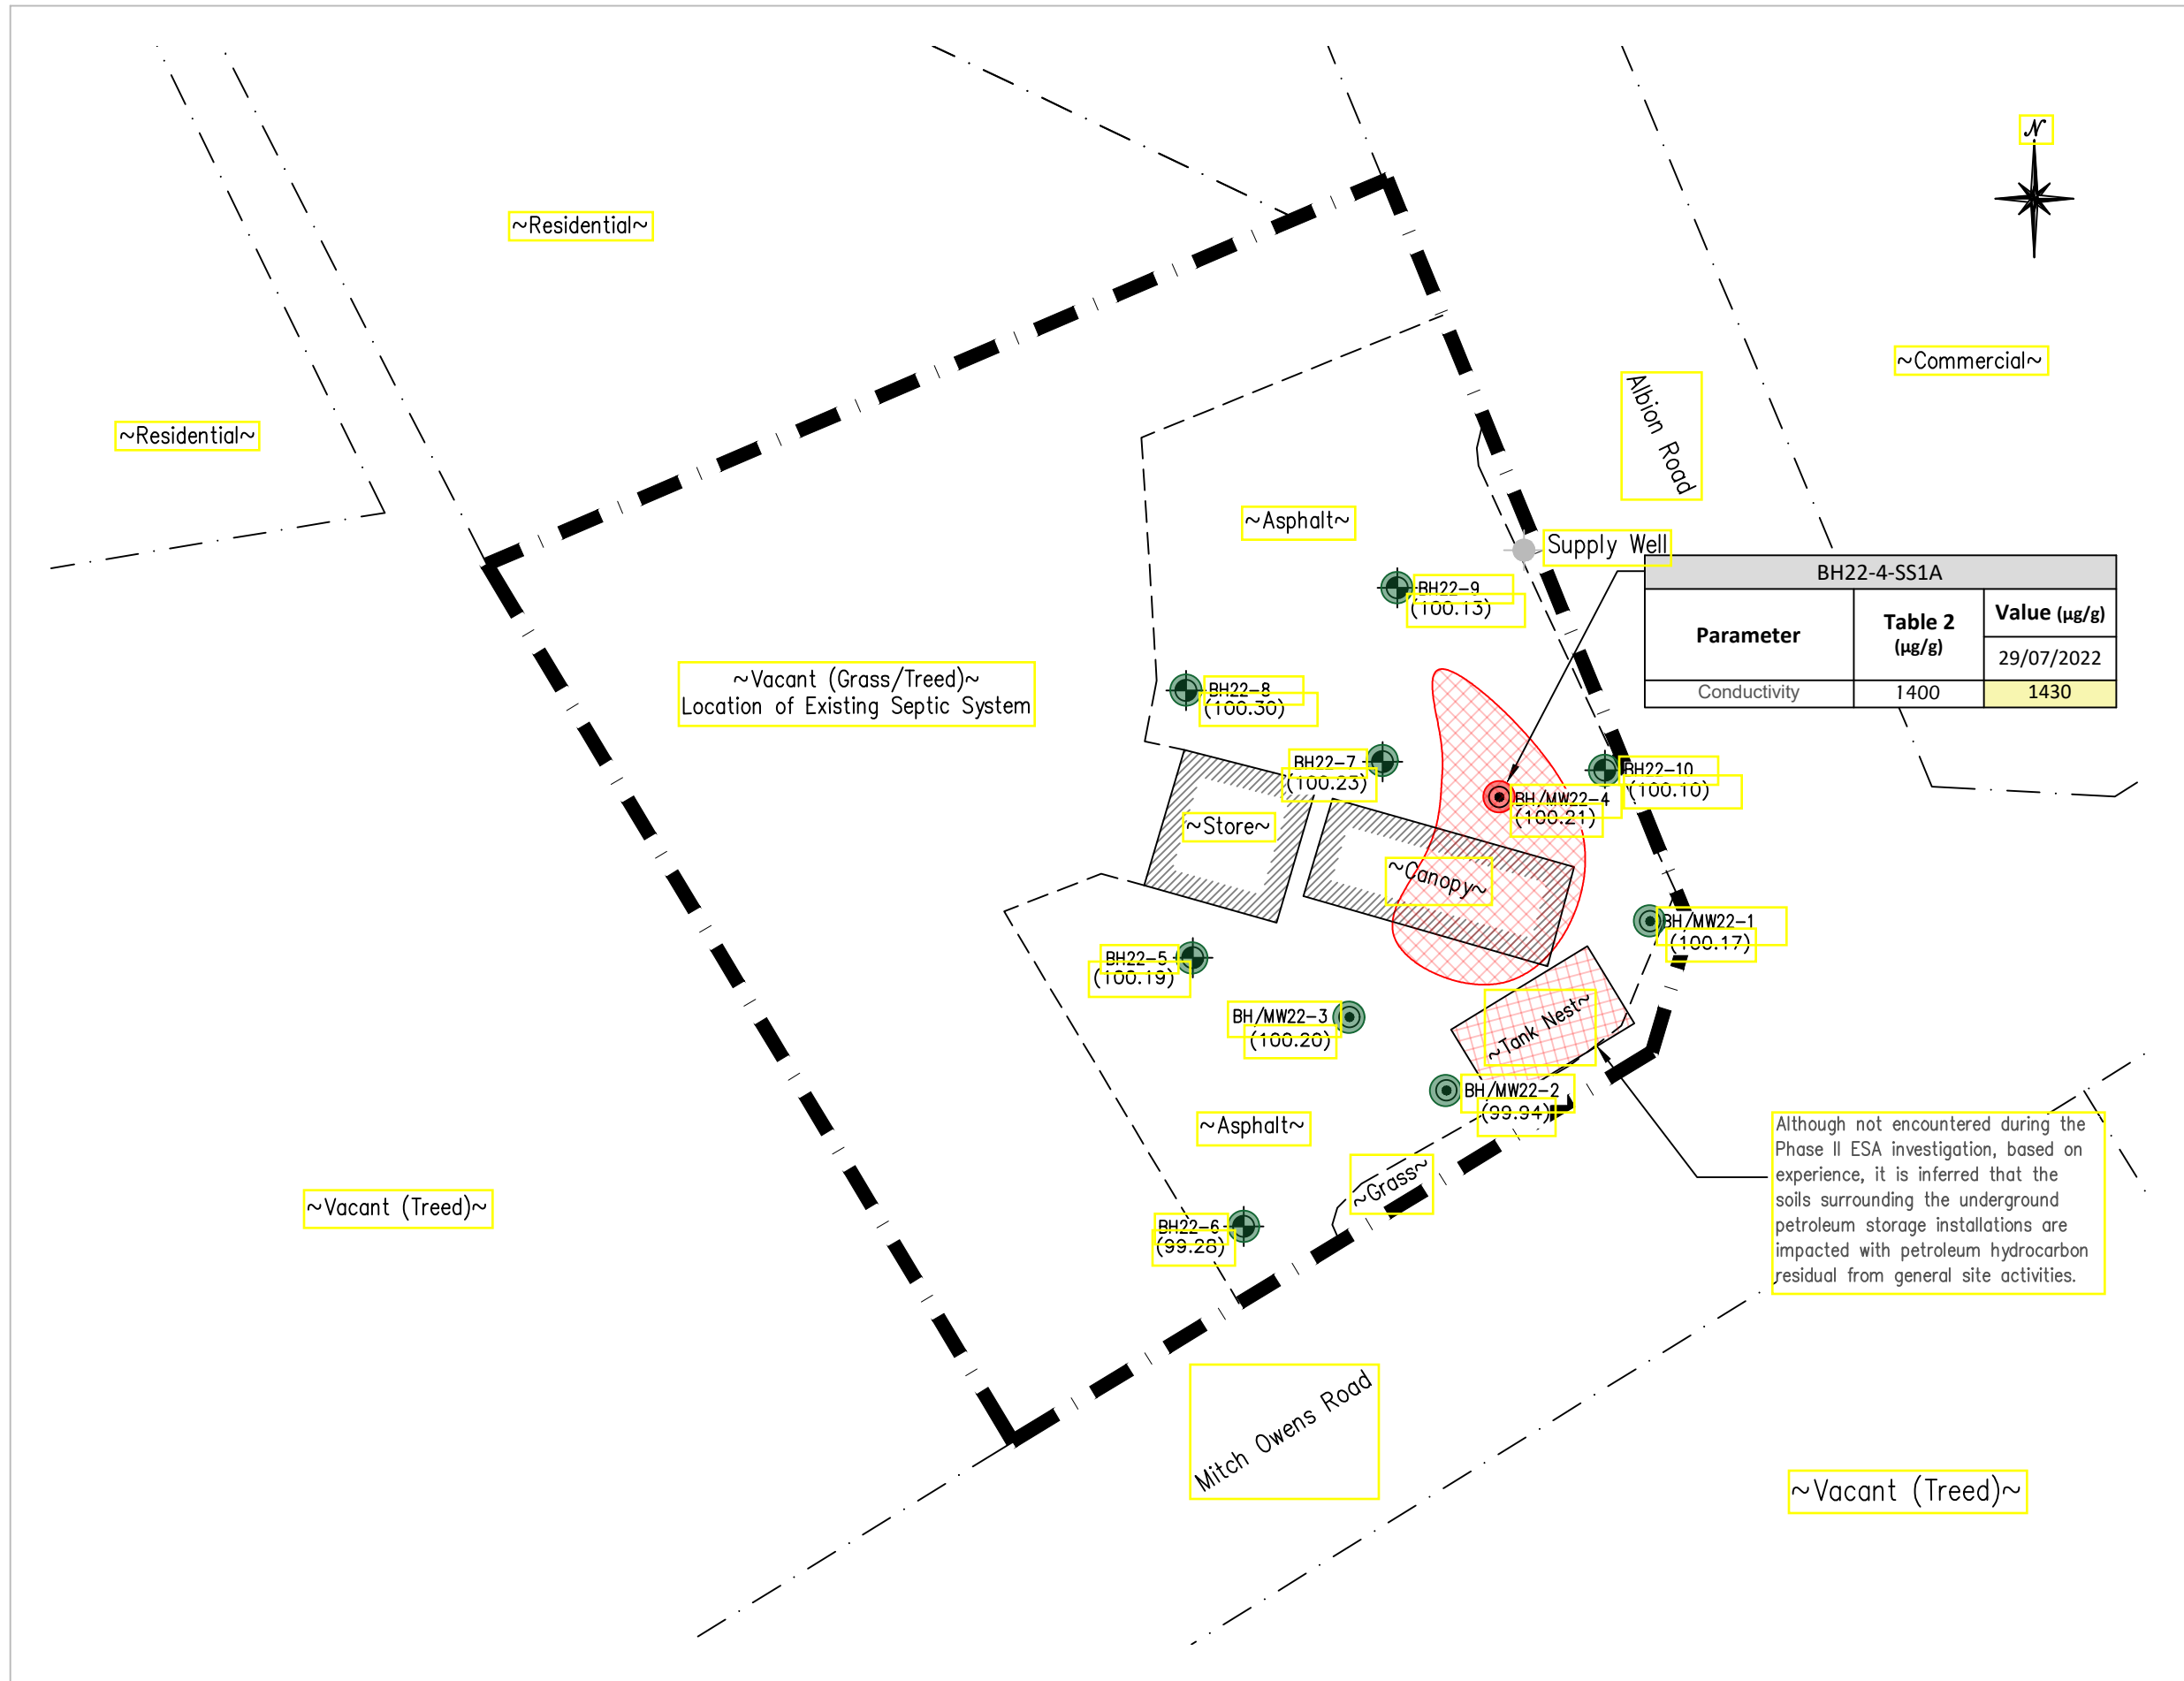 N
~Residential~
~Commercial~
Albion Road
~Residential~
~Asphalt~
Supply Well
BH22-4-SS1A
Parameter
Table 2
(µg/g)
Value (µg/g)
29/07/2022
Conductivity
1400
1430
BH22-9
(100.13)
~Vacant (Grass/Treed)~
Location of Existing Septic System
BH22-8
(100.30)
BH22-7
(100.23)
BH22-10
(100.10)
BH/MW22-4
(100.21)
~Store~
~Canopy~
BH/MW22-1
(100.17)
BH22-5
(100.19)
BH/MW22-3
(100.20)
~Tank Nest~
BH/MW22-2
(99.94)
~Asphalt~
Although not encountered during the
Phase II ESA investigation, based on
experience, it is inferred that the
soils surrounding the underground
petroleum storage installations are
impacted with petroleum hydrocarbon
residual from general site activities.
~Grass~
~Vacant (Treed)~
BH22-6
(99.28)
Mitch Owens Road
~Vacant (Treed)~